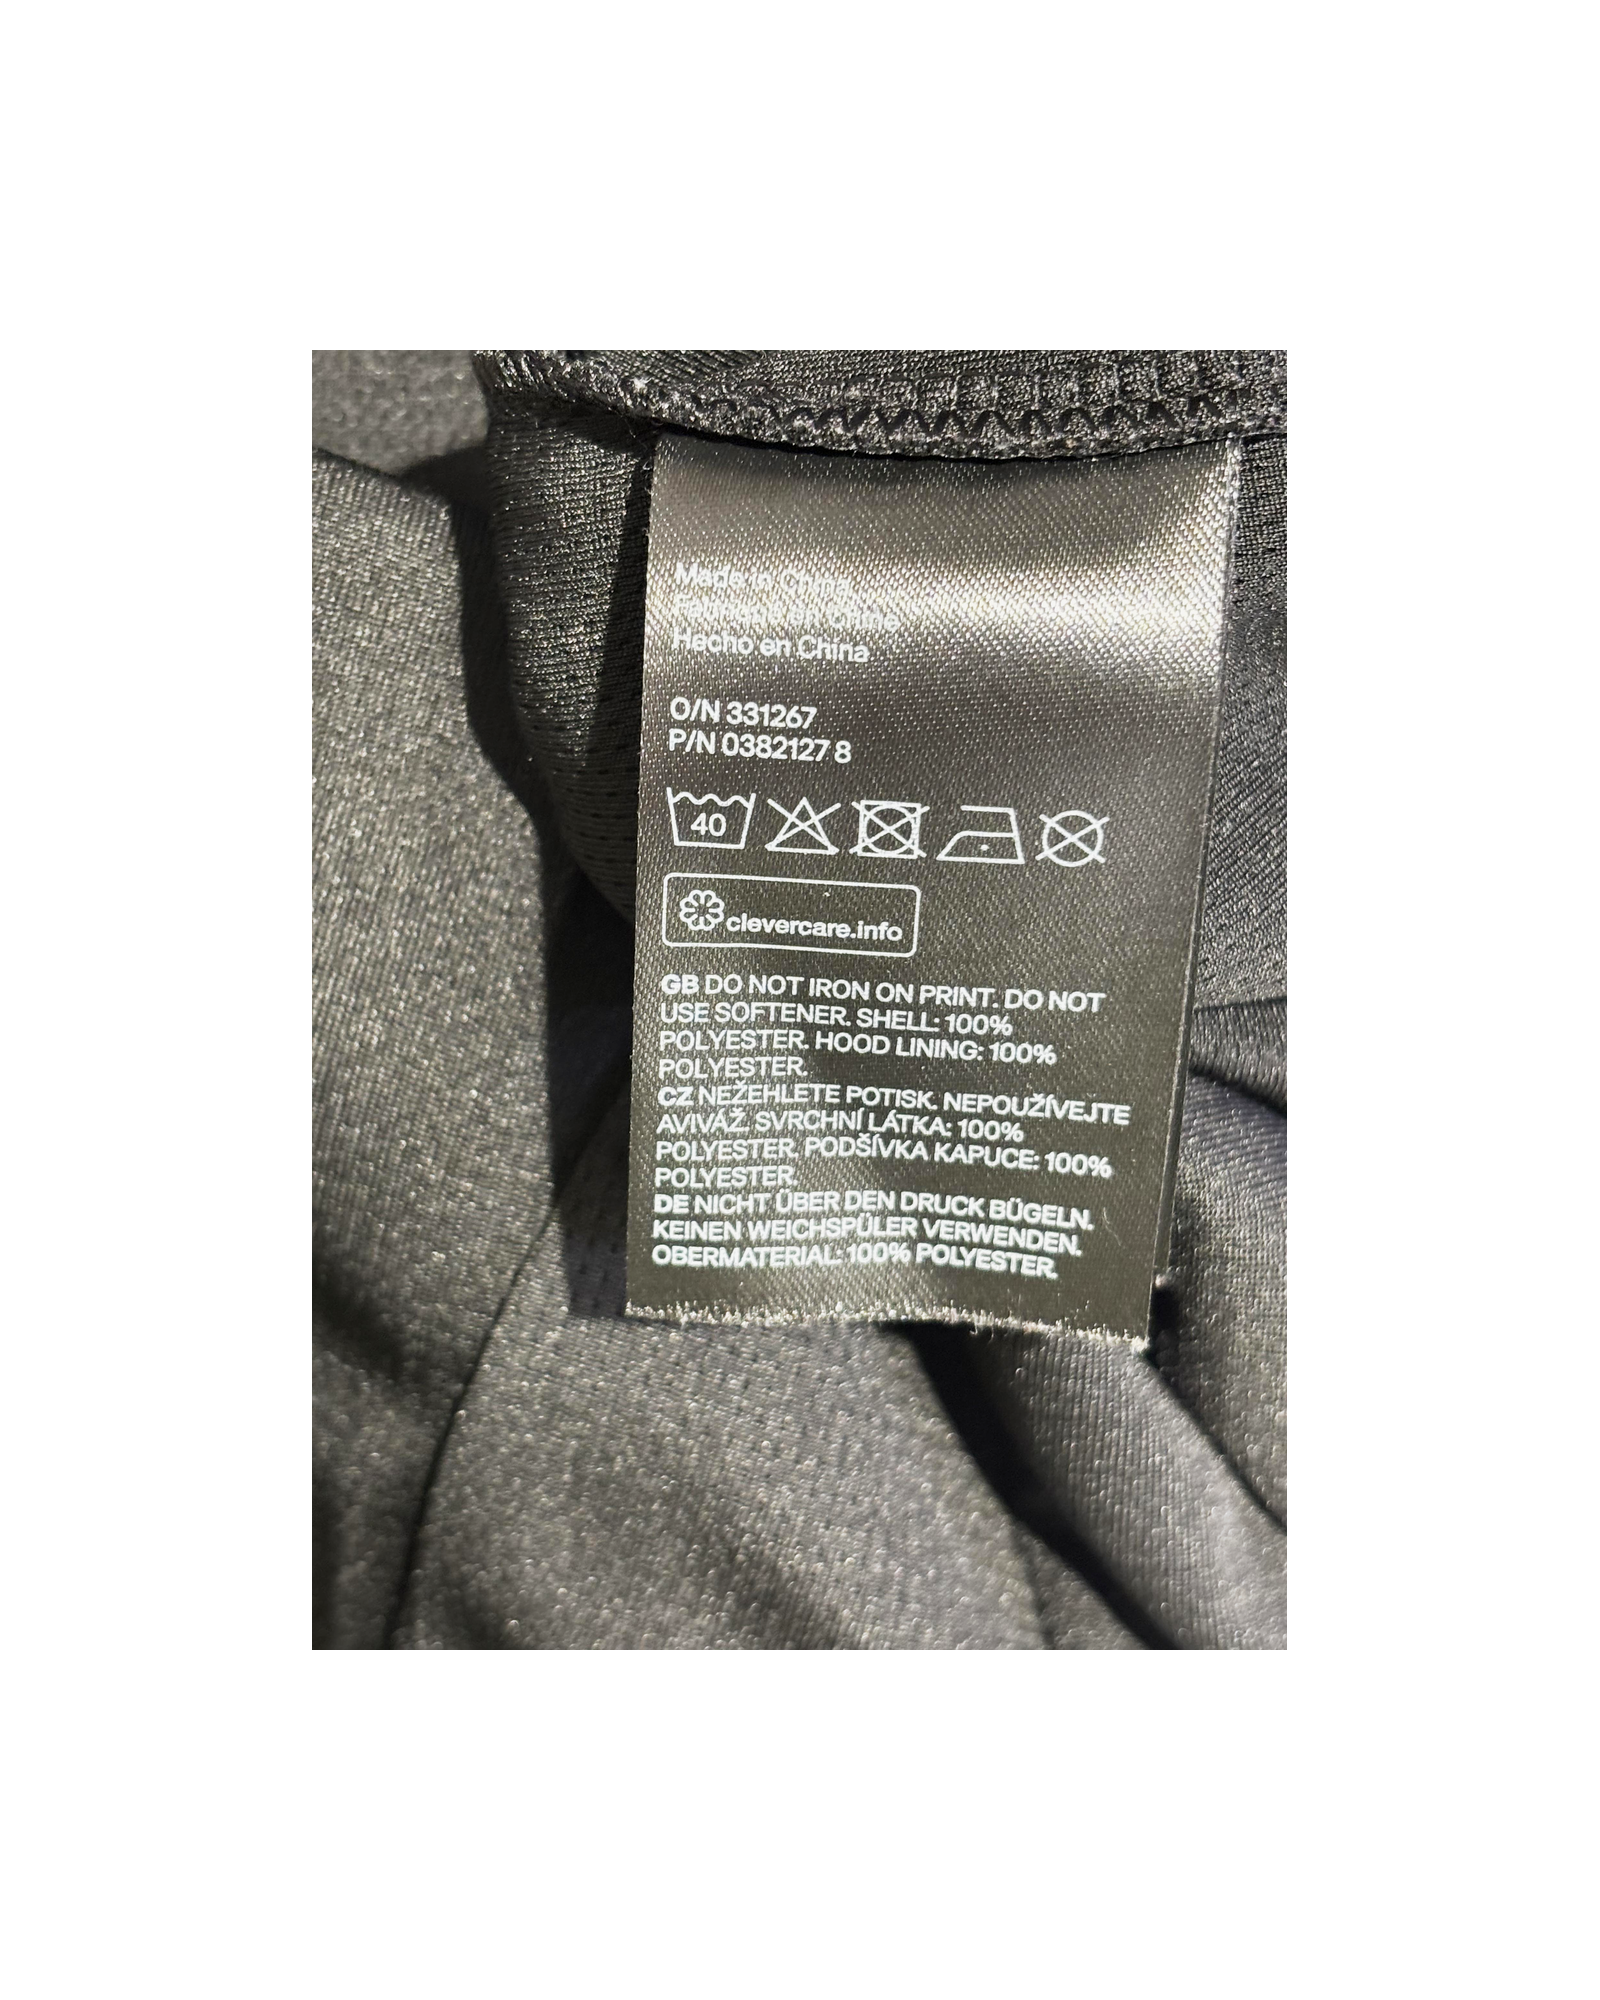 Made in China
Fabriqué en Chine
Hecho en China
O/N 331267
P/N 0382127 8
40
clevercare.info
GB DO NOT IRON ON PRINT. DO NOT
USE SOFTENER. SHELL: 100%
POLYESTER. HOOD LINING: 100%
POLYESTER.
CZ NEŽEHLETE POTISK. NEPOUŽÍVEJTE
AVIVÁŽ. SVRCHNÍ LÁTKA: 100%
POLYESTER. PODŠÍVKA KAPUCE: 100%
POLYESTER.
DE NICHT ÜBER DEN DRUCK BÜGELN.
KEINEN WEICHSPÜLER VERWENDEN.
OBERMATERIAL: 100% POLYESTER.